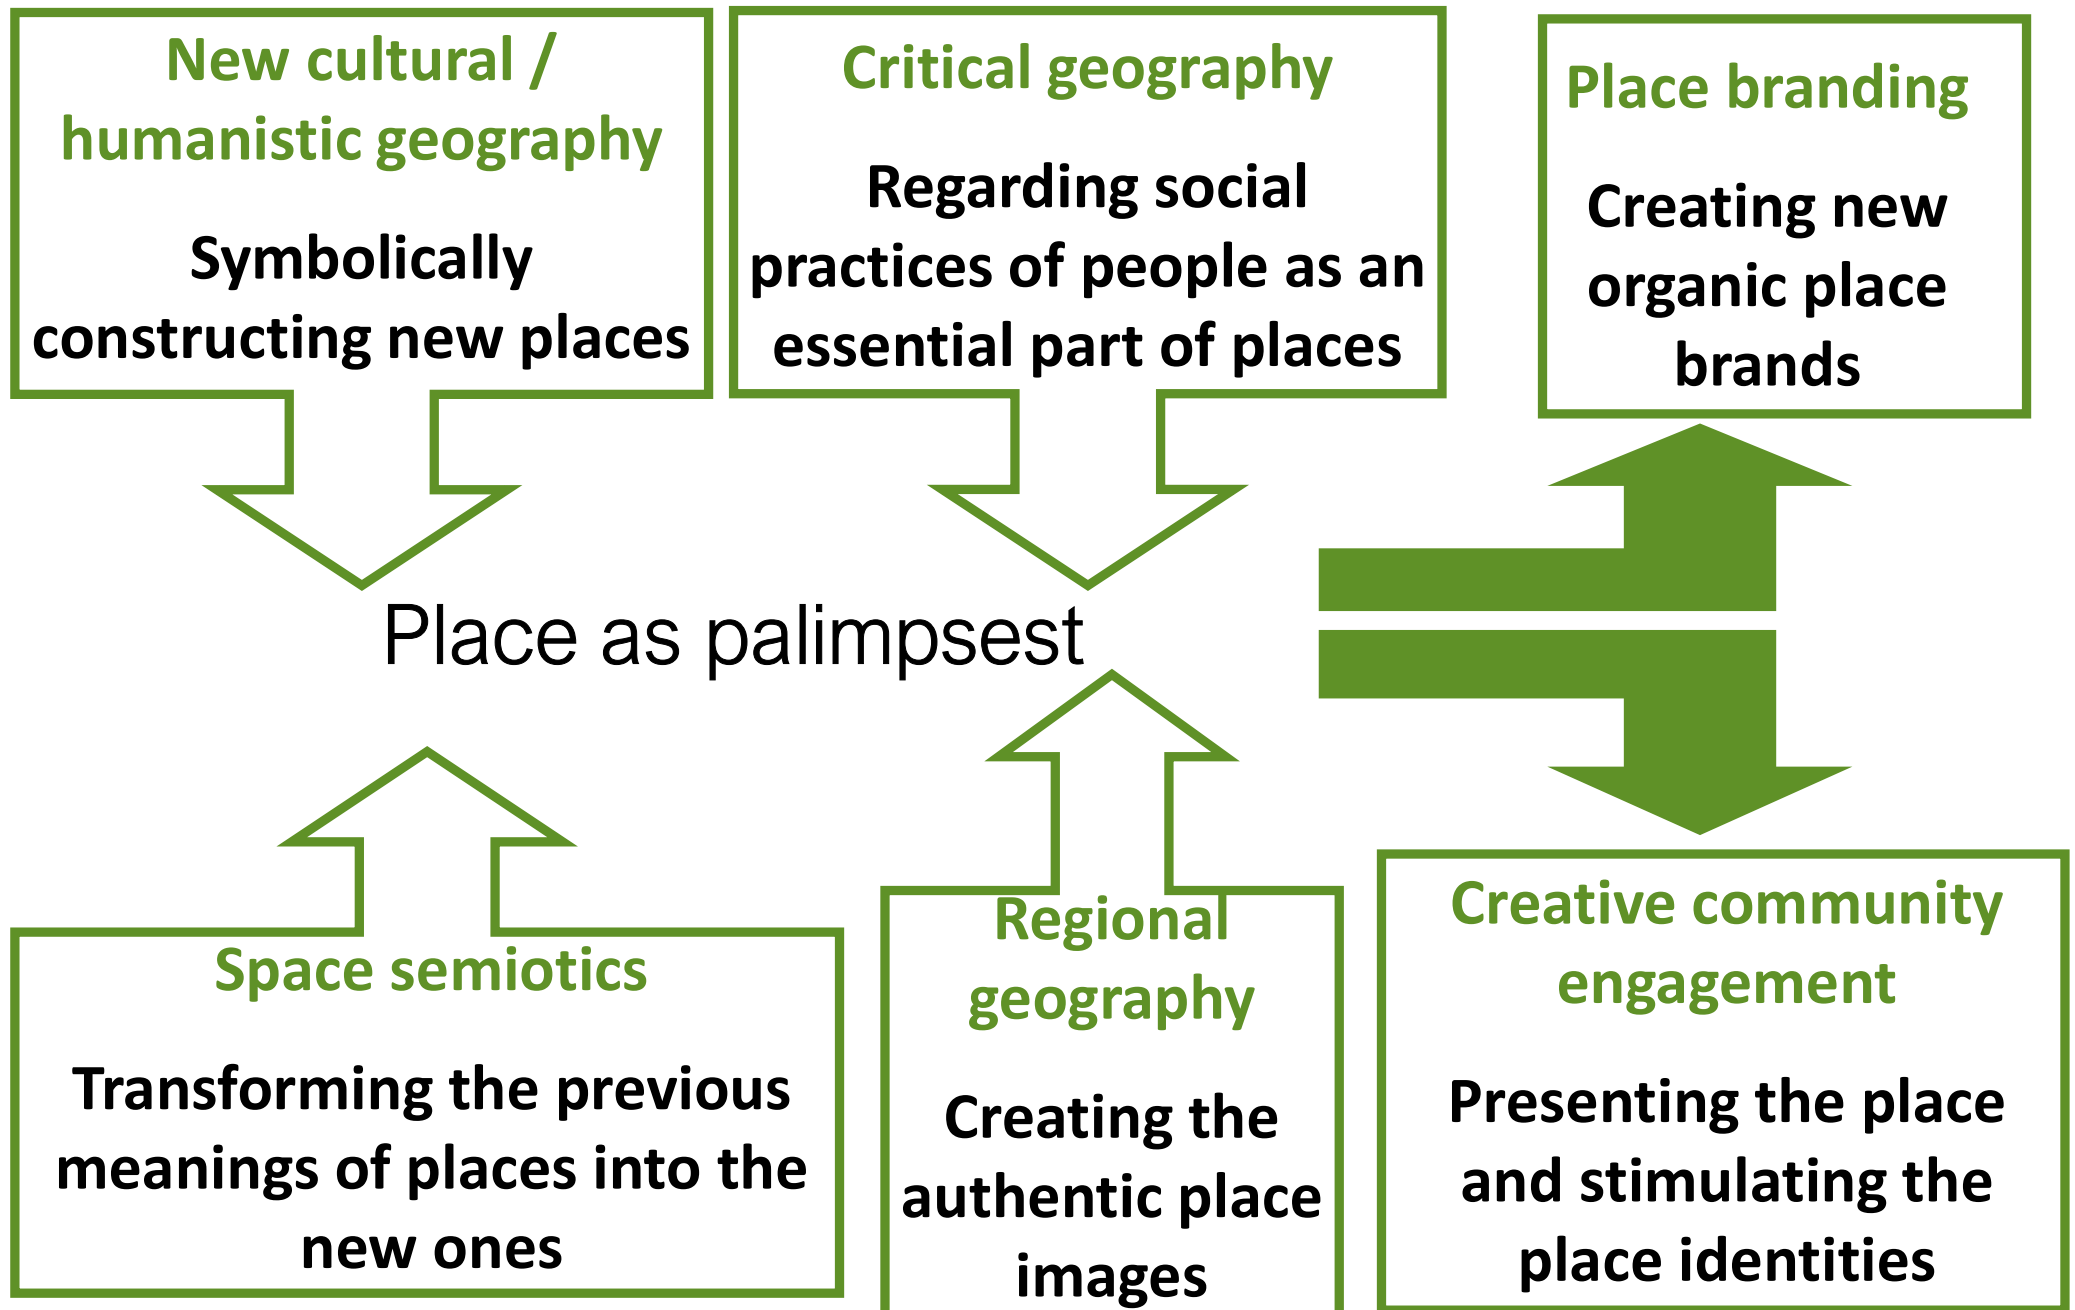 New cultural /
humanistic geography
Symbolically
constructing new places
Critical geography
Regarding social
practices of people as an
essential part of places
Place branding
Creating new
organic place
brands
Place as palimpsest
Space semiotics
Transforming the previous
meanings of places into the
new ones
Regional
geography
Creating the
authentic place
images
Creative community
engagement
Presenting the place
and stimulating the
place identities